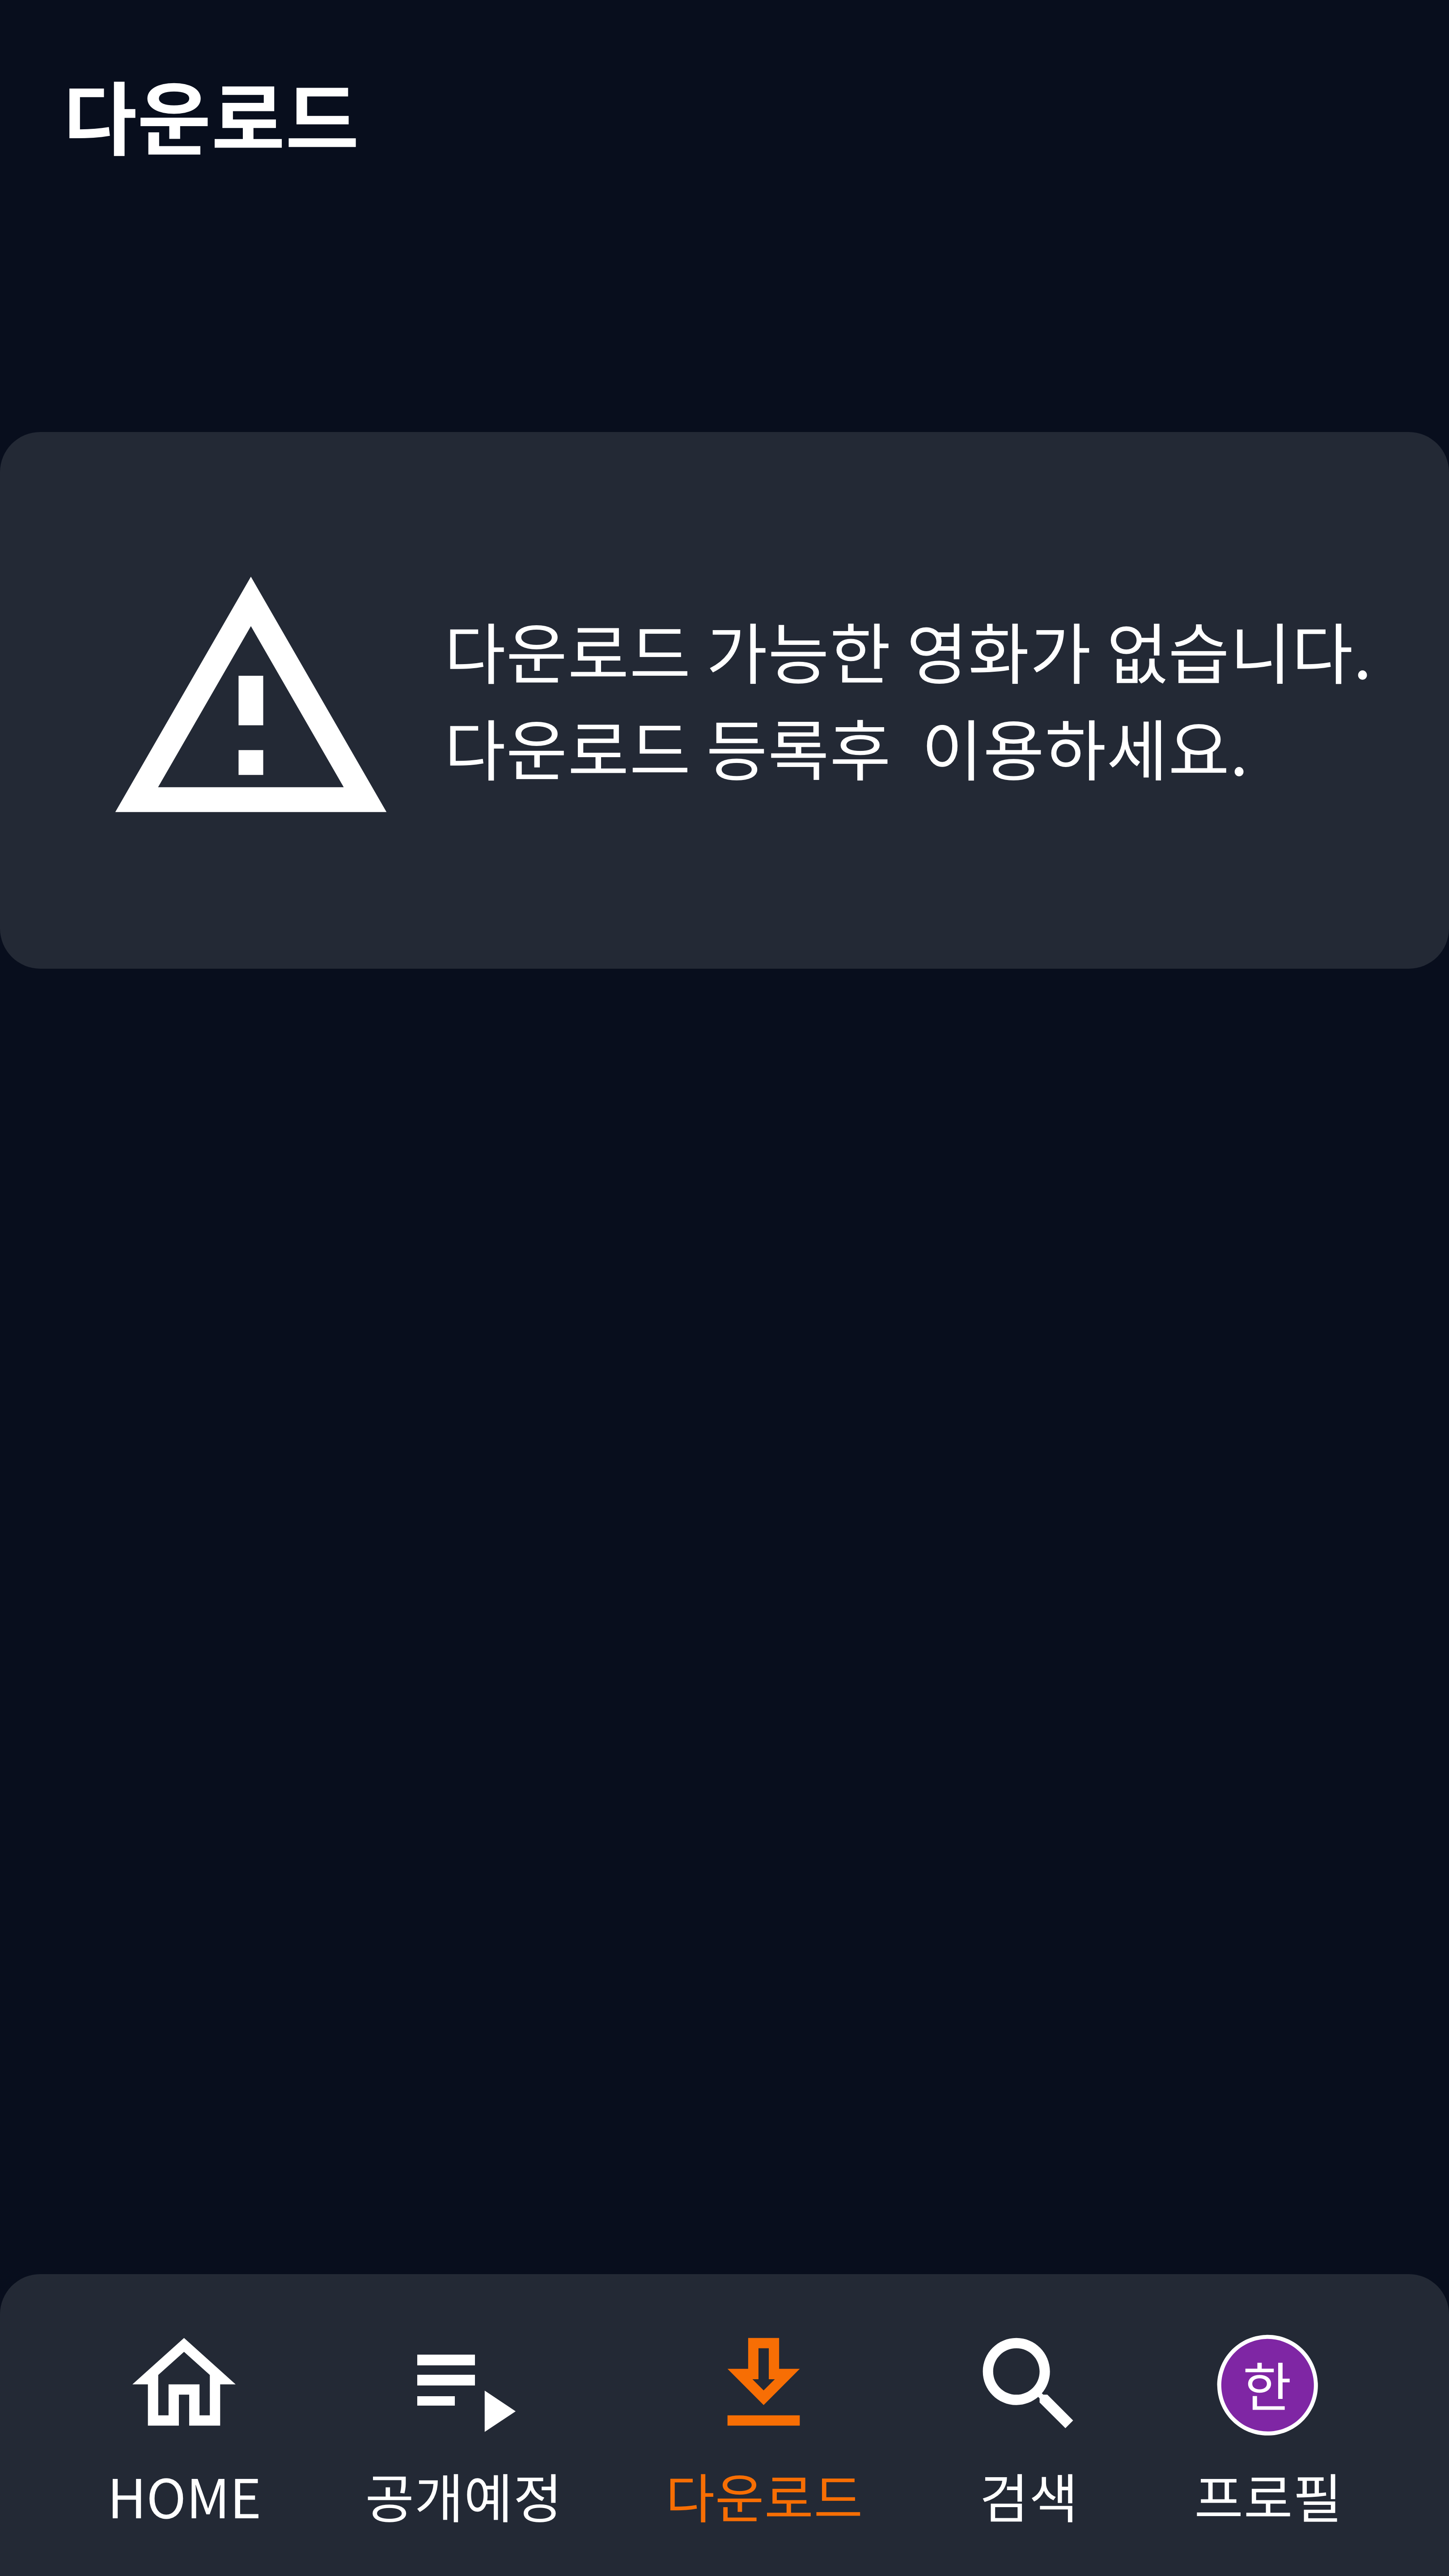 다운로드
다운로드 가능한 영화가 없습니다.
다운로드 등록후  이용하세요.
한
HOME 공개예정 다운로드 검색 프로필